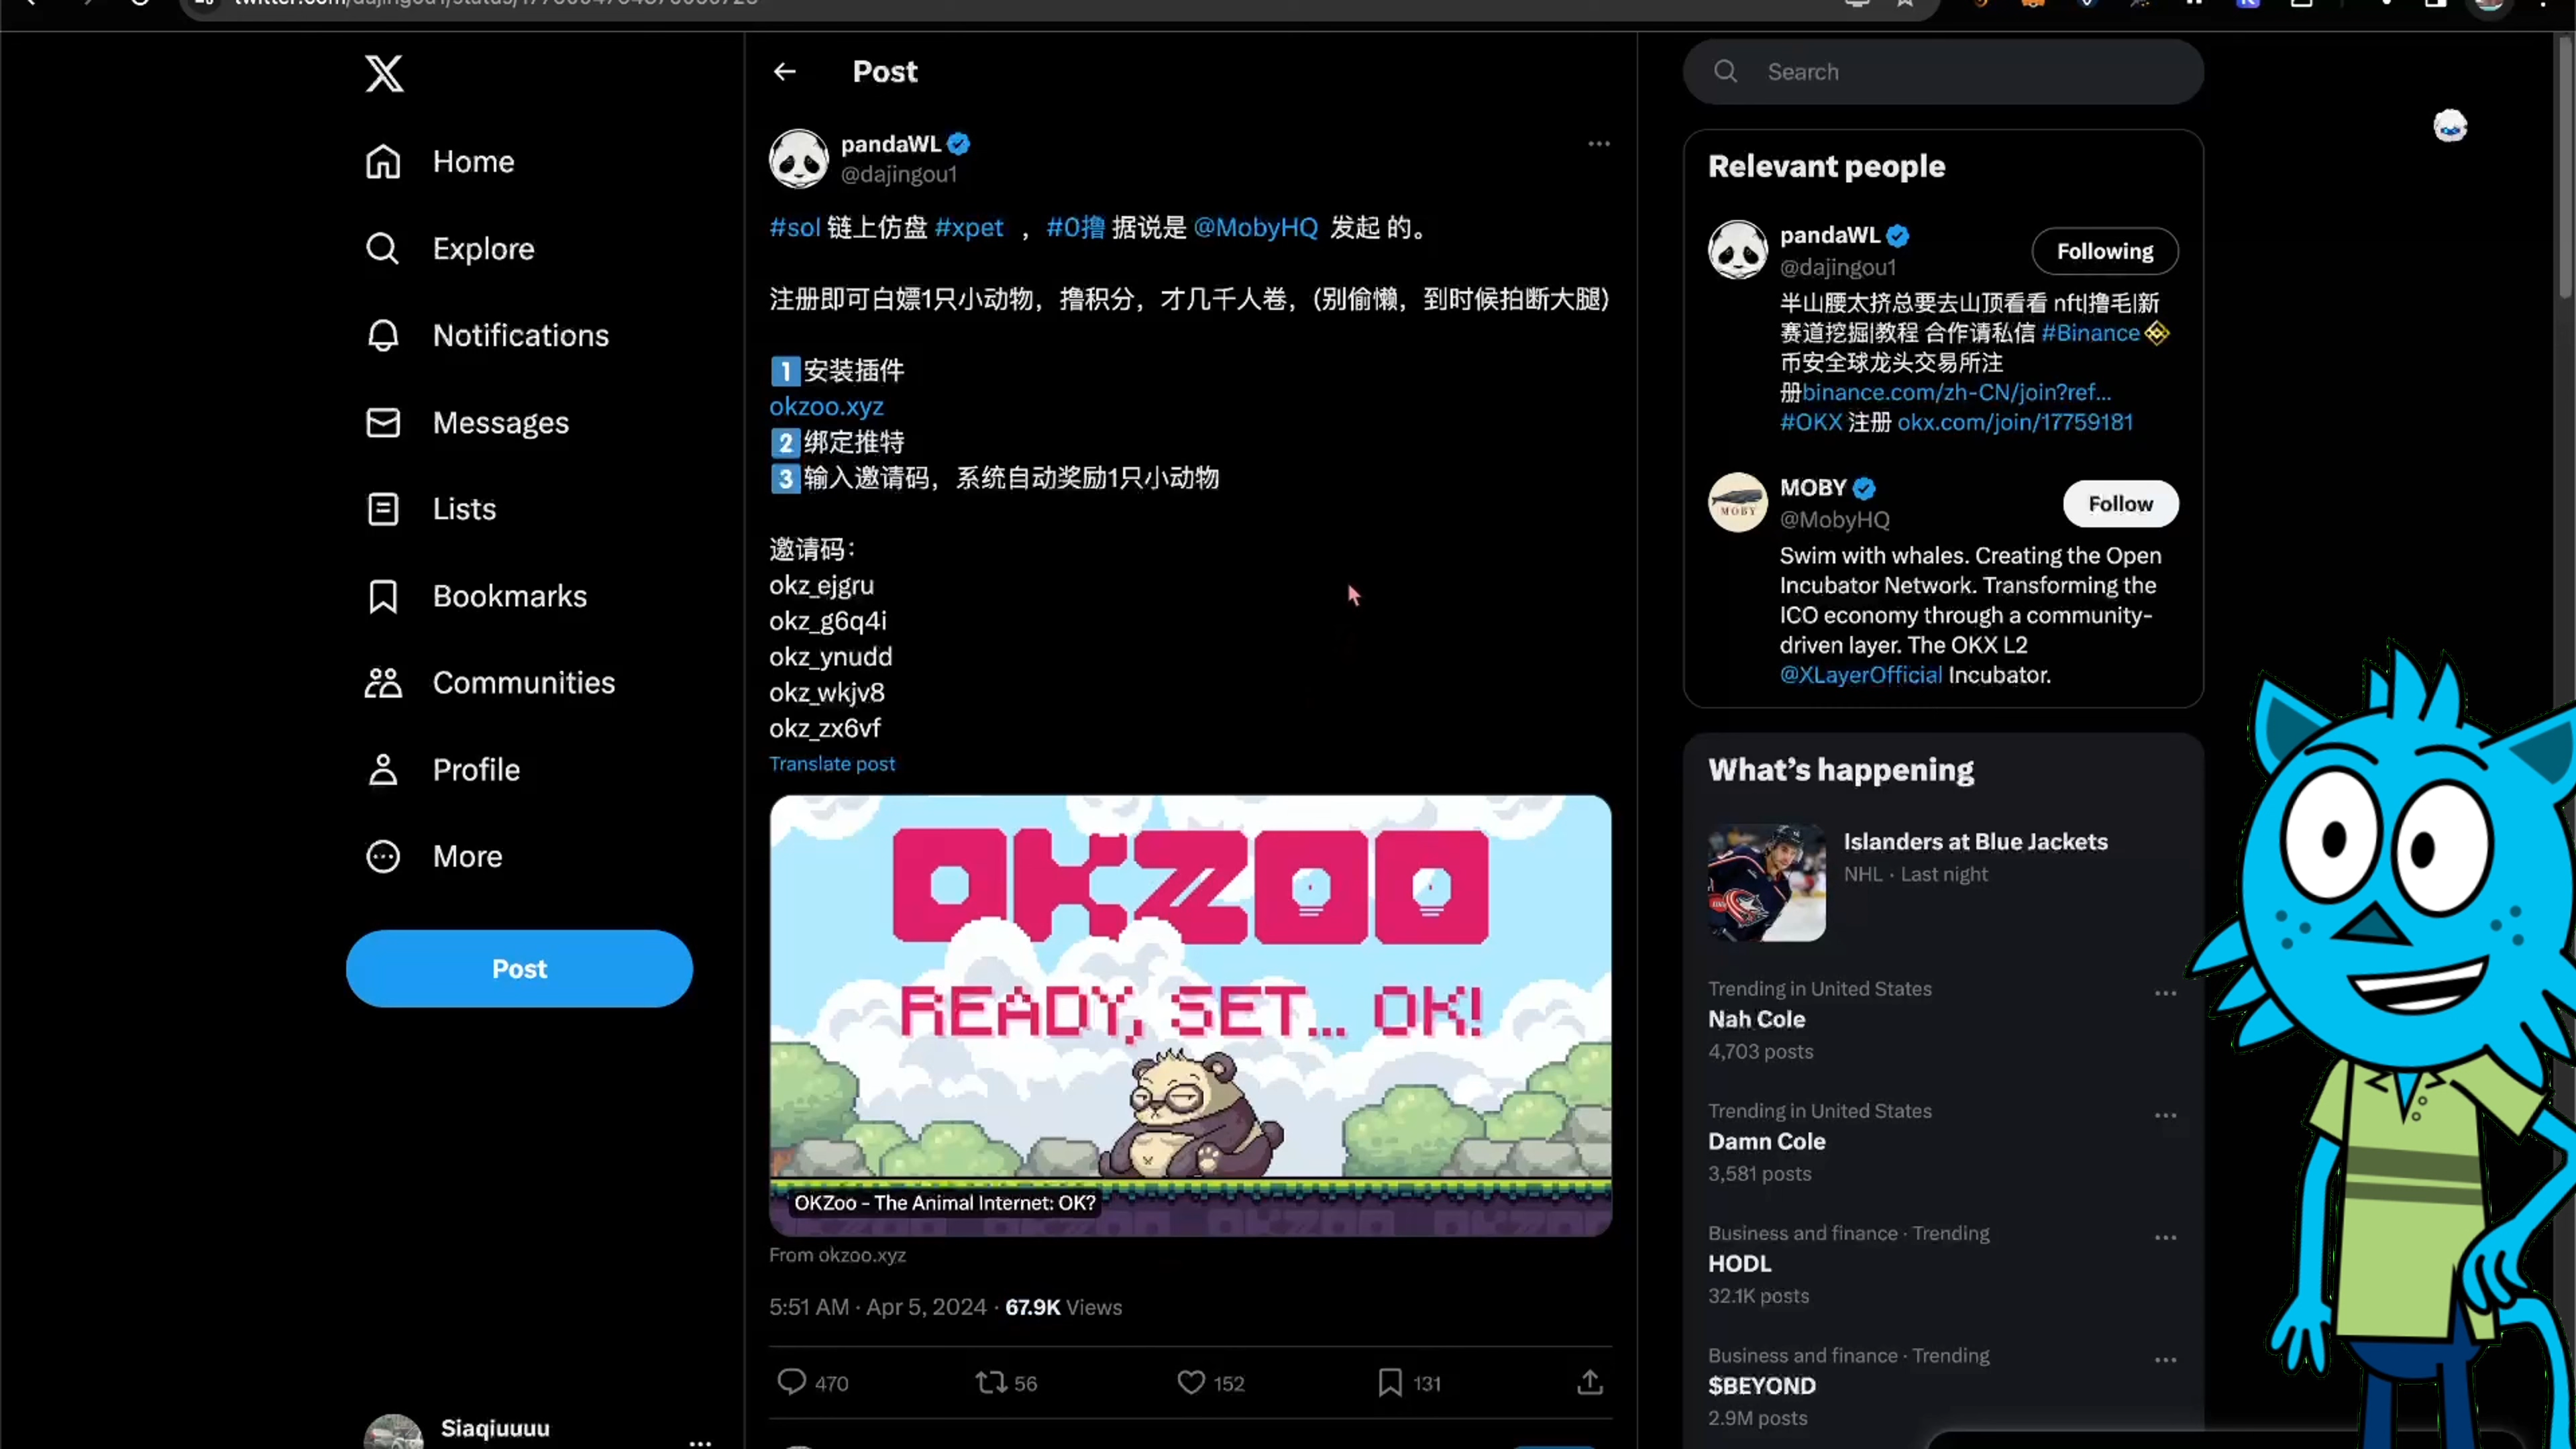 X
Home
Explore
Notifications
Messages
Lists
Bookmarks
Communities
Profile
More
Post
Siaqiuuuu
Post
pandaWL
@dajingou1
#sol 链上仿盘 #xpet ，#0撸 据说是 @MobyHQ 发起 的。
注册即可白嫖1只小动物，撸积分，才几千人卷，(别偷懒，到时候拍断大腿)
1 安装插件
okzoo.xyz
2 绑定推特
3 输入邀请码，系统自动奖励1只小动物
邀请码：
okz_ejgru
okz_g6q4i
okz_ynudd
okz_wkjv8
okz_zx6vf
Translate post
OKZOO
READY, SET... OK!
OKZoo - The Animal Internet: OK?
From okzoo.xyz
5:51 AM · Apr 5, 2024 · 67.9K Views
470 56 152 131
Search
Relevant people
pandaWL
@dajingou1
Following
半山腰太挤总要去山顶看看 nft|撸毛|新
赛道挖掘|教程 合作请私信 #Binance
币安全球龙头交易所注
册binance.com/zh-CN/join?ref...
#OKX 注册 okx.com/join/17759181
MOBY
MOBY
@MobyHQ
Follow
Swim with whales. Creating the Open
Incubator Network. Transforming the
ICO economy through a community-
driven layer. The OKX L2
@XLayerOfficial Incubator.
What's happening
Islanders at Blue Jackets
NHL · Last night
Trending in United States
Nah Cole
4,703 posts
Trending in United States
Damn Cole
3,581 posts
Business and finance · Trending
HODL
32.1K posts
Business and finance · Trending
$BEYOND
2.9M posts